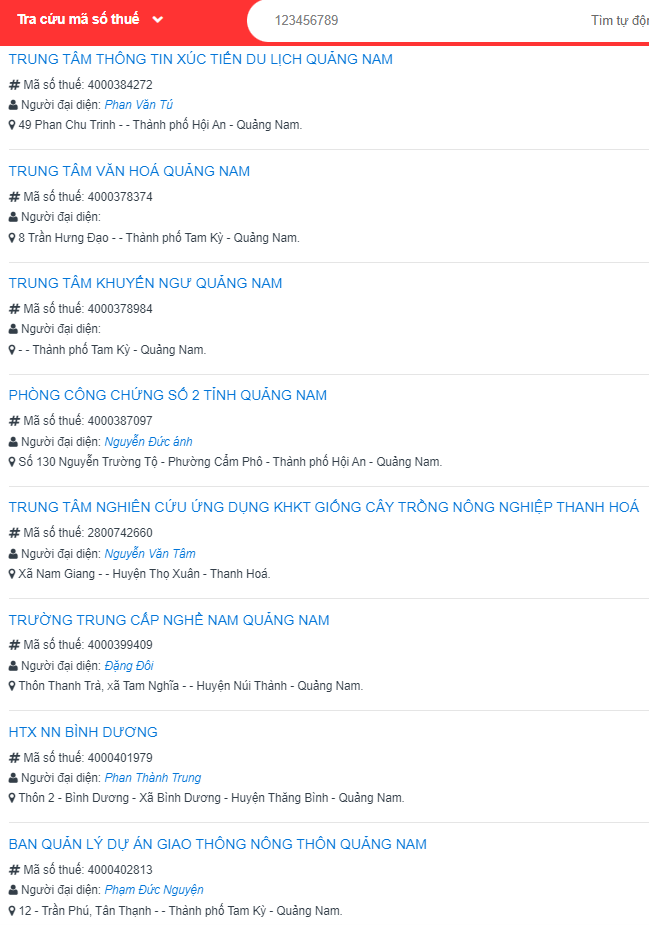 Tra cứu mã số thuế
123456789
Tìm tự độn
TRUNG TÂM THÔNG TIN XÚC TIẾN DU LỊCH QUẢNG NAM
# Mã số thuế: 4000384272
Người đại diện: Phan Văn Tú
49 Phan Chu Trinh - - Thành phố Hội An - Quảng Nam.
TRUNG TÂM VĂN HOÁ QUẢNG NAM
# Mã số thuế: 4000378374
Người đại diện:
8 Trần Hưng Đạo - - Thành phố Tam Kỳ - Quảng Nam.
TRUNG TÂM KHUYẾN NGƯ QUẢNG NAM
# Mã số thuế: 4000378984
Người đại diện:
- - Thành phố Tam Kỳ - Quảng Nam.
PHÒNG CÔNG CHỨNG SỐ 2 TỈNH QUẢNG NAM
# Mã số thuế: 4000387097
Người đại diện: Nguyễn Đức ánh
Số 130 Nguyễn Trường Tộ - Phường Cẩm Phô - Thành phố Hội An - Quảng Nam.
TRUNG TÂM NGHIÊN CỨU ỨNG DỤNG KHKT GIỐNG CÂY TRỒNG NÔNG NGHIỆP THANH HOÁ
# Mã số thuế: 2800742660
Người đại diện: Nguyễn Văn Tâm
Xã Nam Giang - - Huyện Thọ Xuân - Thanh Hoá.
TRƯỜNG TRUNG CẤP NGHỀ NAM QUẢNG NAM
# Mã số thuế: 4000399409
Người đại diện: Đặng Đôi
Thôn Thanh Trà, xã Tam Nghĩa - - Huyện Núi Thành - Quảng Nam.
HTX NN BÌNH DƯƠNG
# Mã số thuế: 4000401979
Người đại diện: Phan Thành Trung
Thôn 2 - Bình Dương - Xã Bình Dương - Huyện Thăng Bình - Quảng Nam.
BAN QUẢN LÝ DỰ ÁN GIAO THÔNG NÔNG THÔN QUẢNG NAM
# Mã số thuế: 4000402813
Người đại diện: Phạm Đức Nguyện
12 - Trần Phú, Tân Thạnh - - Thành phố Tam Kỳ - Quảng Nam.